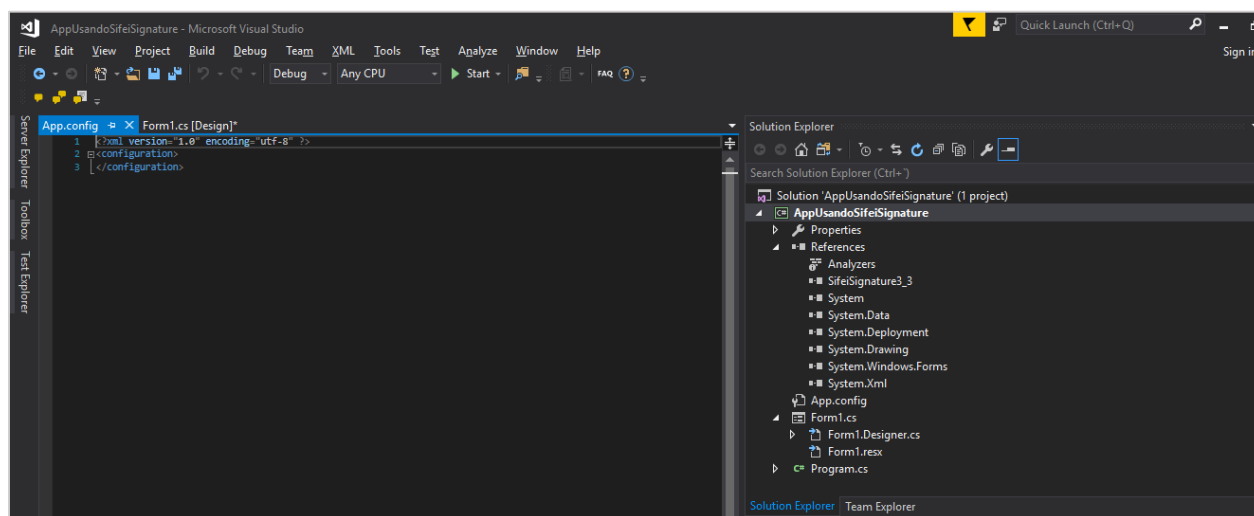 AppUsandoSifeiSignature - Microsoft Visual Studio
Quick Launch (Ctrl+Q)
File Edit View Project Build Debug Team XML Tools Test Analyze Window Help
Sign in
Debug Any CPU Start FAQ
Server Explorer
Toolbox
Test Explorer
App.config Form1.cs [Design]*
1 <?xml version="1.0" encoding="utf-8" ?>
2 <configuration>
3 </configuration>
Solution Explorer
Search Solution Explorer (Ctrl+¨)
Solution 'AppUsandoSifeiSignature' (1 project)
C# AppUsandoSifeiSignature
Properties
References
Analyzers
SifeiSignature3_3
System
System.Data
System.Deployment
System.Drawing
System.Windows.Forms
System.Xml
App.config
Form1.cs
Form1.Designer.cs
Form1.resx
C# Program.cs
Solution Explorer Team Explorer